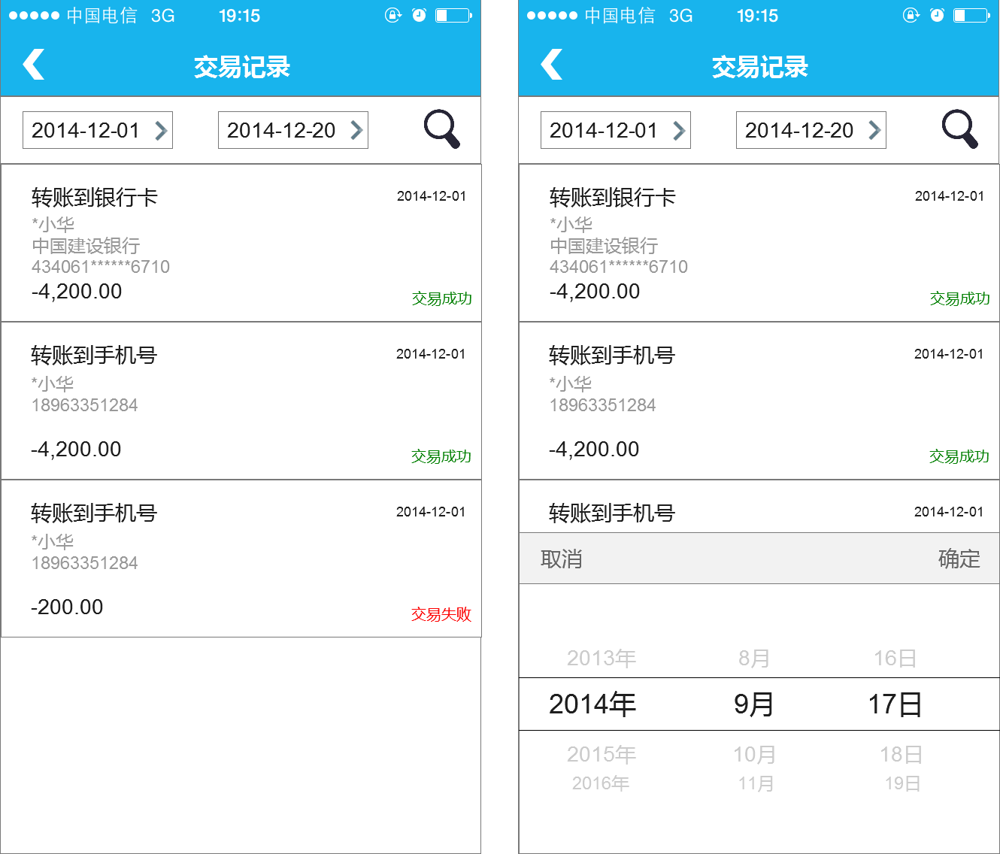 中国电信 3G 19:15
交易记录
2014-12-01 2014-12-20
转账到银行卡 2014-12-01
*小华
中国建设银行
434061******6710
-4,200.00
交易成功
转账到手机号 2014-12-01
*小华
18963351284
-4,200.00
交易成功
转账到手机号 2014-12-01
*小华
18963351284
-200.00
交易失败
中国电信 3G 19:15
交易记录
2014-12-01 2014-12-20
转账到银行卡 2014-12-01
*小华
中国建设银行
434061******6710
-4,200.00
交易成功
转账到手机号 2014-12-01
*小华
18963351284
-4,200.00
交易成功
转账到手机号 2014-12-01
取消 确定
2013年 8月 16日
2014年 9月 17日
2015年 10月 18日
2016年 11月 19日